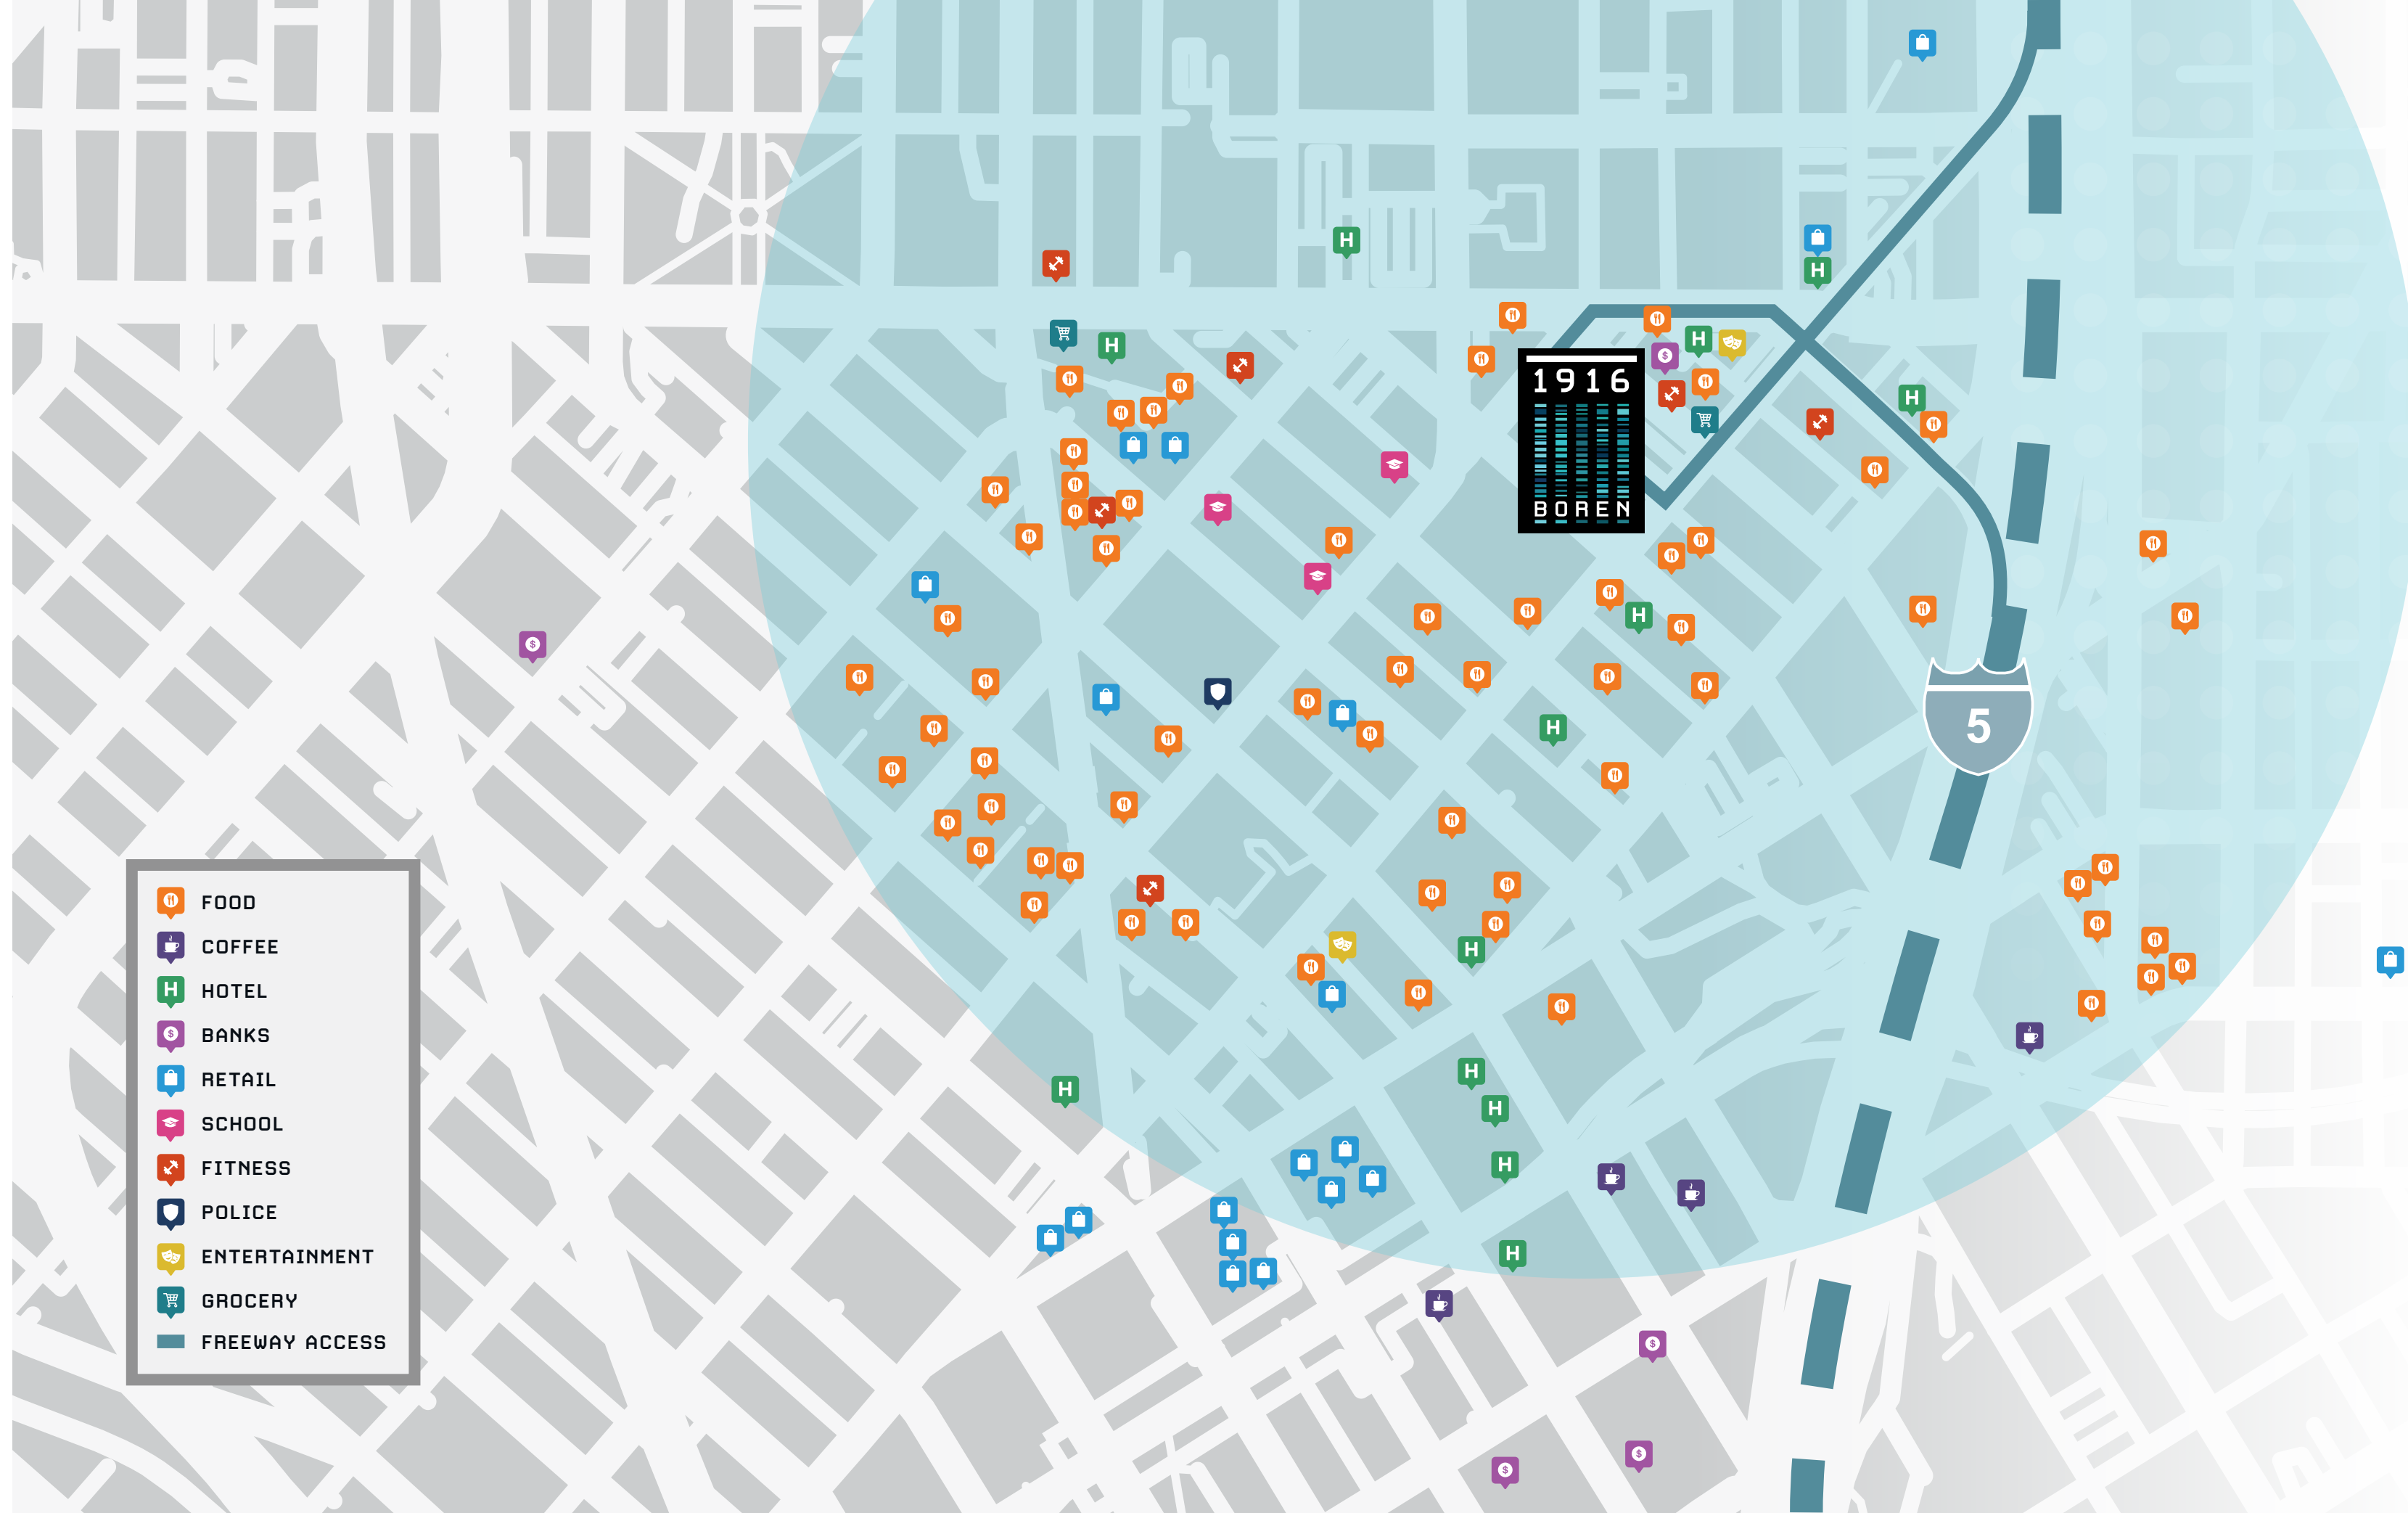 1916
BOREN
5
FOOD
COFFEE
HOTEL
BANKS
RETAIL
SCHOOL
FITNESS
POLICE
ENTERTAINMENT
GROCERY
FREEWAY ACCESS